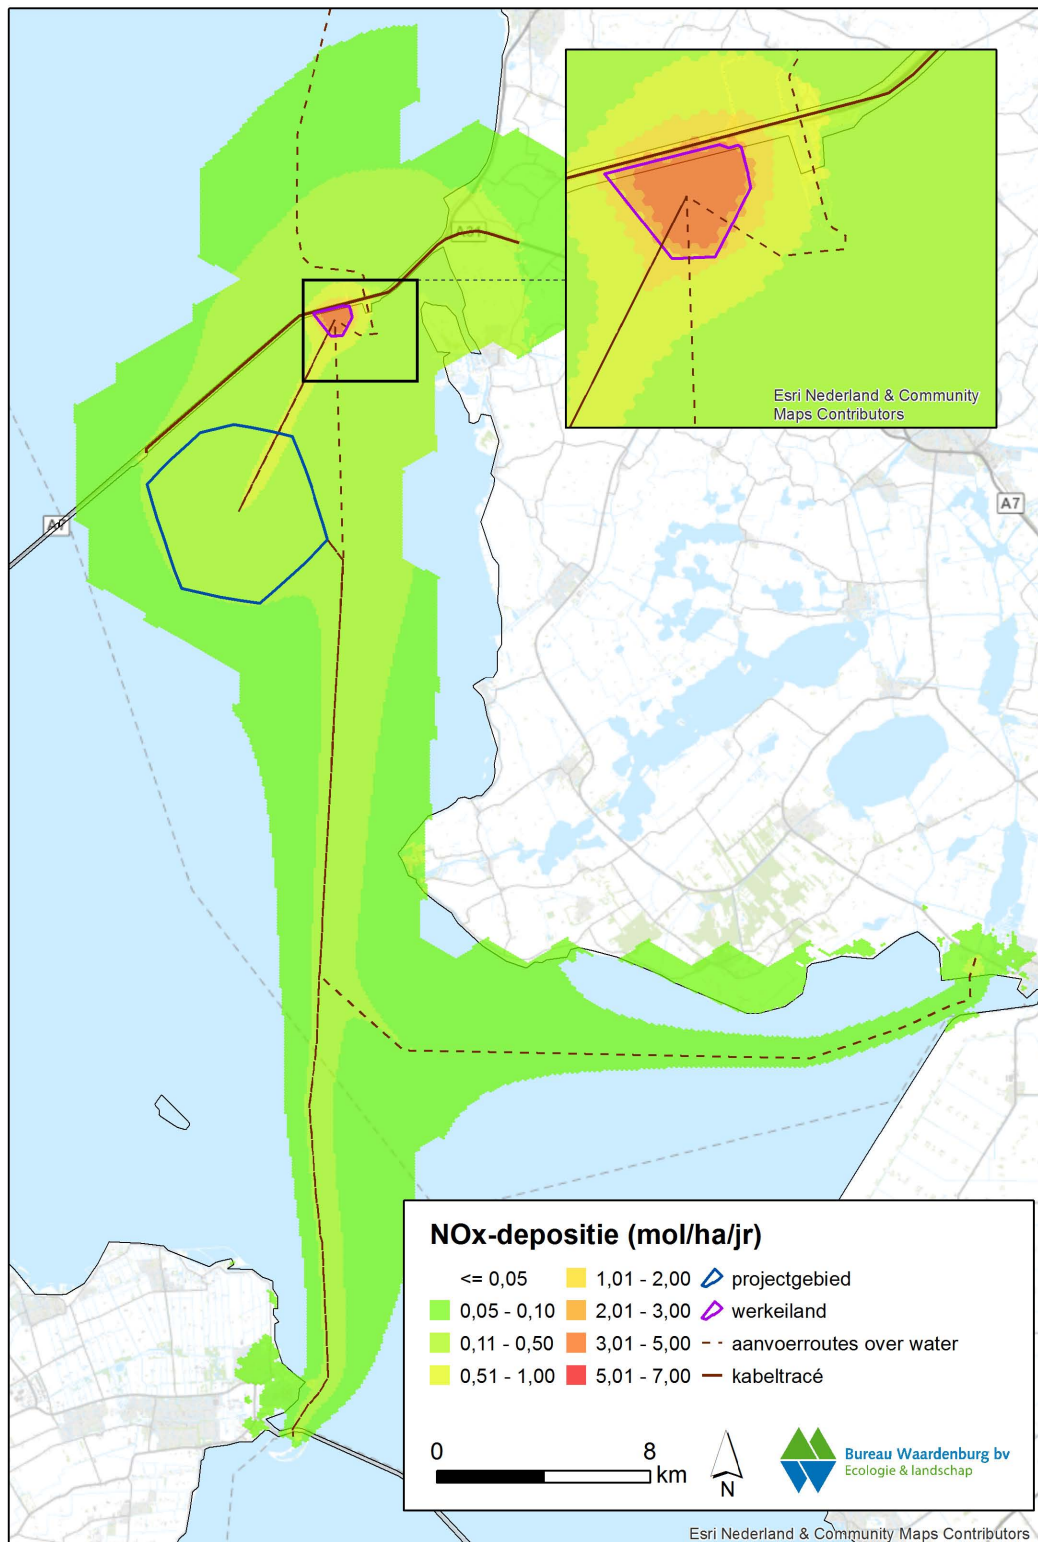 A31
Esri Nederland & Community
Maps Contributors
A7
A7
NOx-depositie (mol/ha/jr)
<= 0,05
0,05 - 0,10
0,11 - 0,50
0,51 - 1,00
1,01 - 2,00
2,01 - 3,00
3,01 - 5,00
5,01 - 7,00
projectgebied
werkeiland
aanvoerroutes over water
kabeltracé
0 8
km
N
Bureau Waardenburg bv
Ecologie & landschap
Esri Nederland & Community Maps Contributors